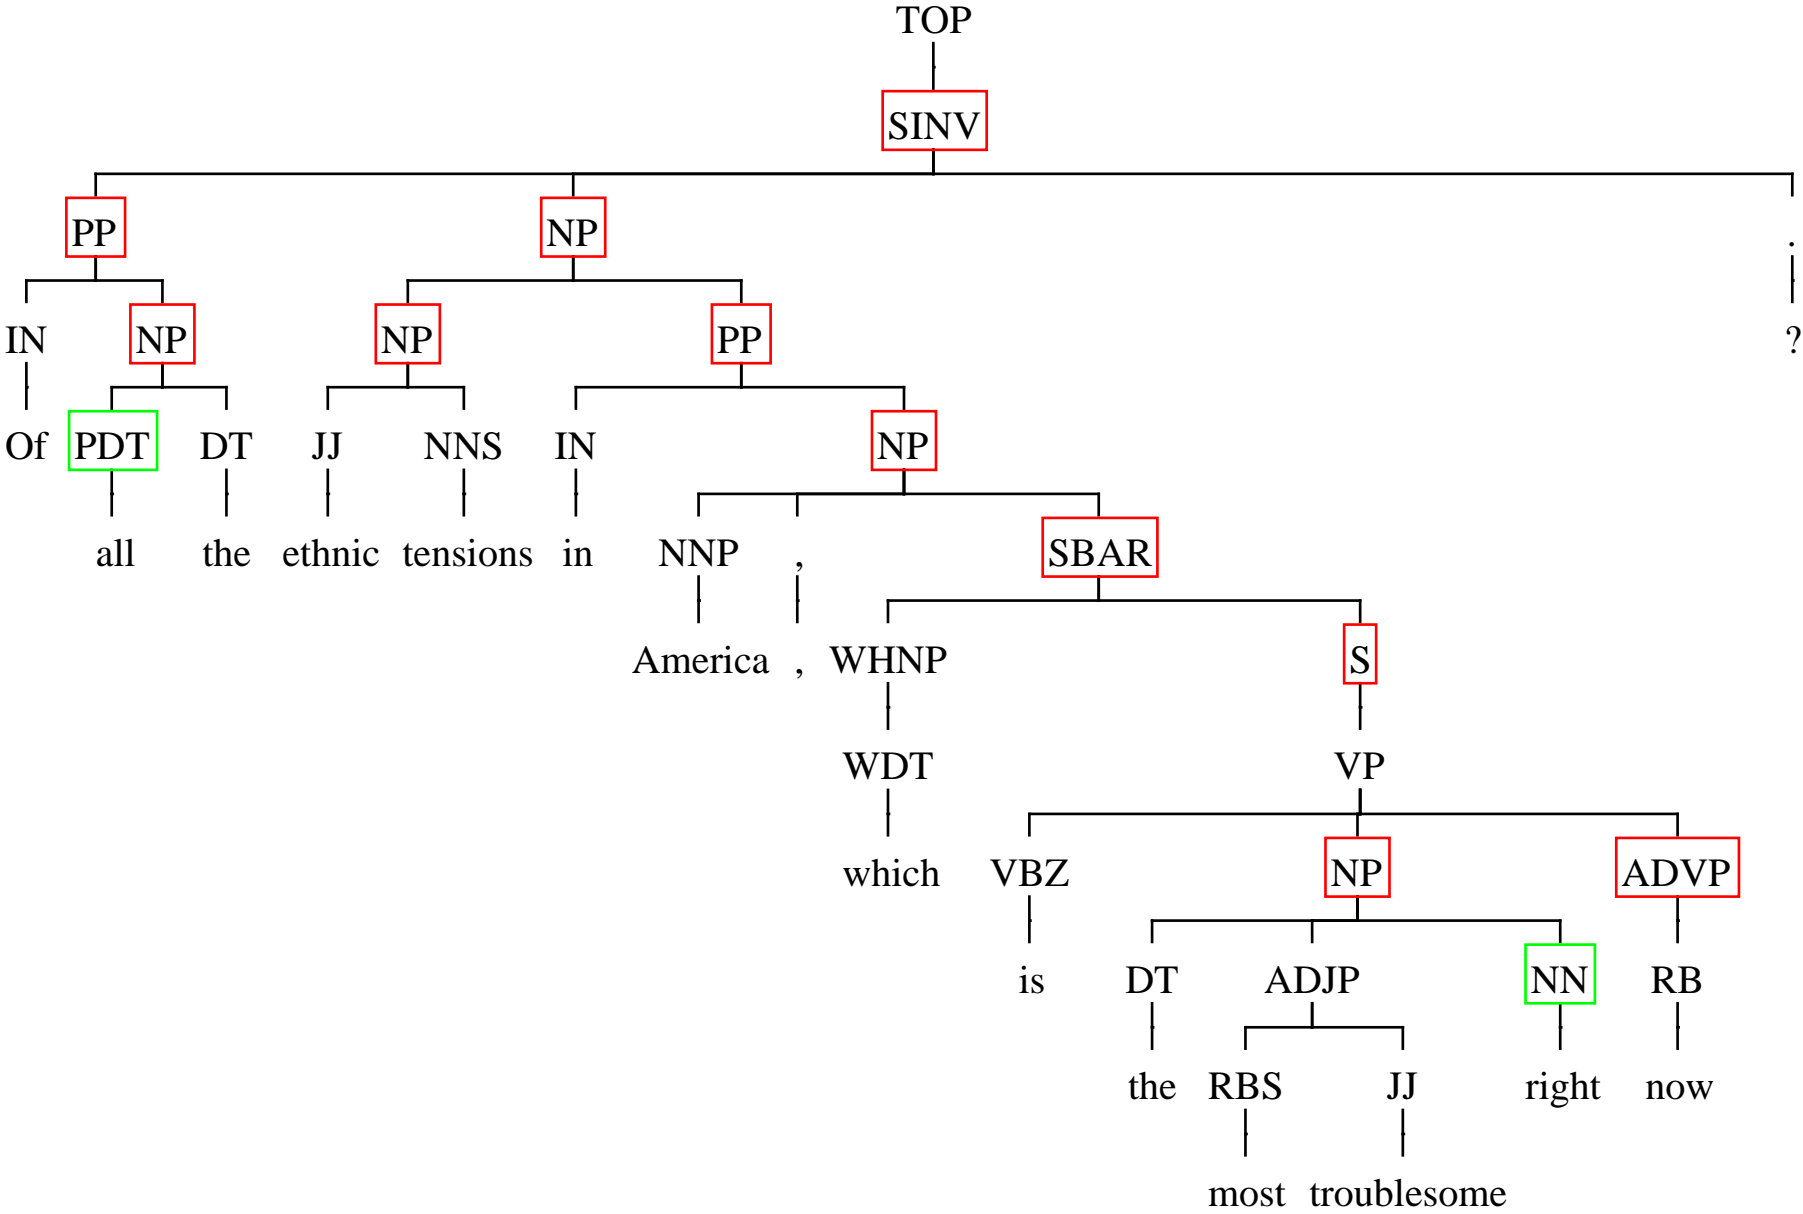 TOP
SINV
PP NP .
IN NP NP PP ?
Of PDT DT JJ NNS IN NP
all the ethnic tensions in NNP , SBAR
America , WHNP S
WDT VP
which VBZ NP ADVP
is DT ADJP NN RB
the RBS JJ right now
most troublesome